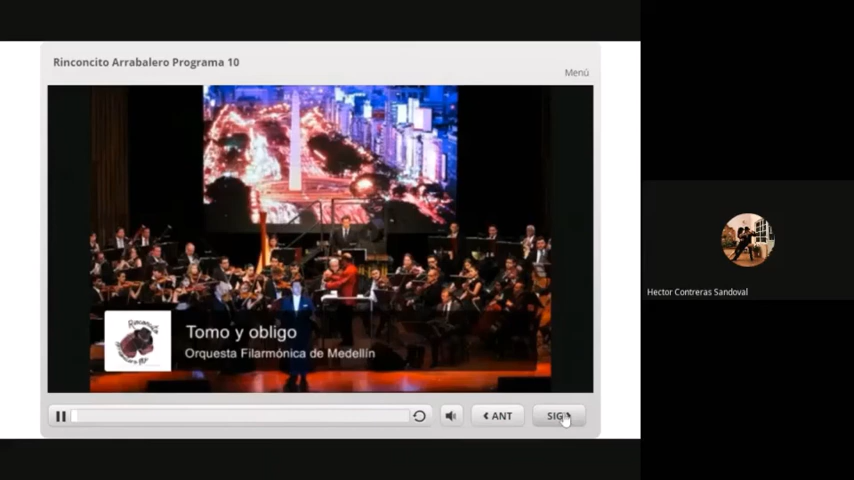 Rinconcito Arrabalero Programa 10
Menú
Tomo y obligo
Orquesta Filarmónica de Medellín
ANT
SIG
Hector Contreras Sandoval